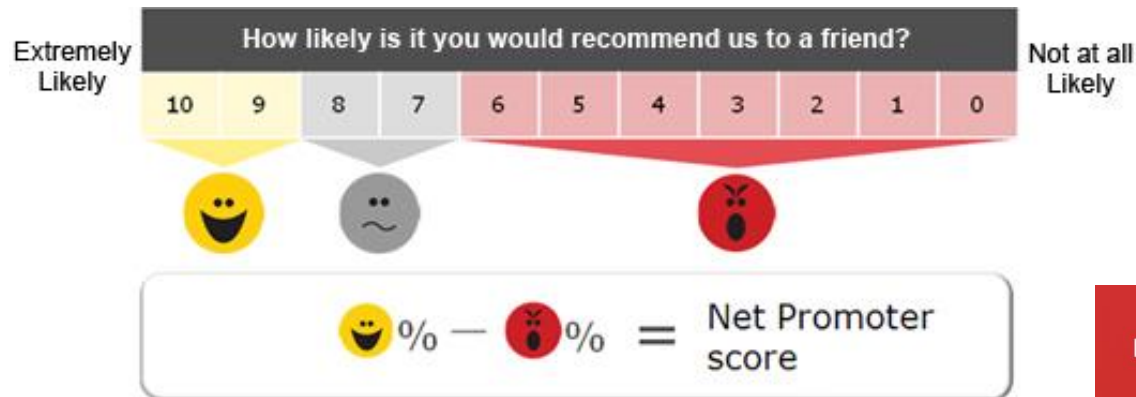 How likely is it you would recommend us to a friend?
Extremely
Likely
Not at all
Likely
10 9 8 7 6 5 4 3 2 1 0
% — % = Net Promoter
score